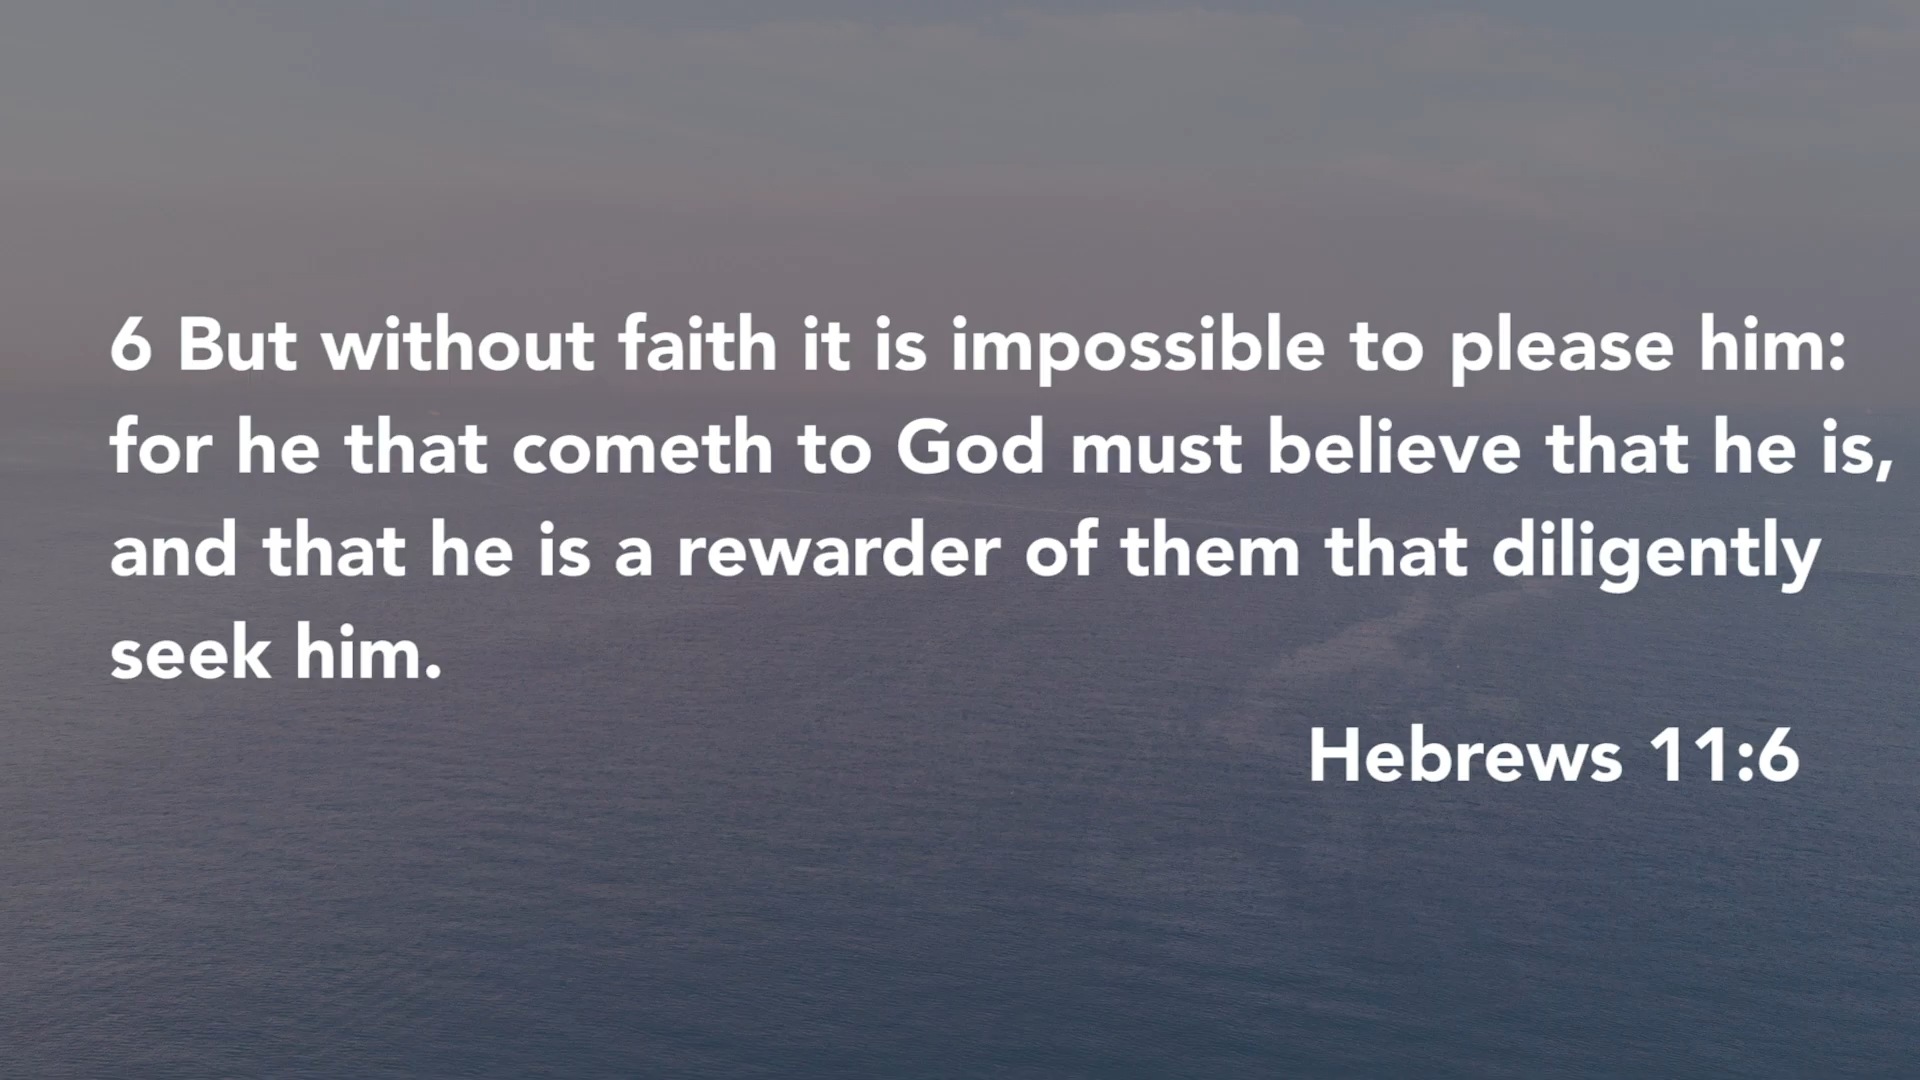 6 But without faith it is impossible to please him:
for he that cometh to God must believe that he is,
and that he is a rewarder of them that diligently
seek him.
Hebrews 11:6